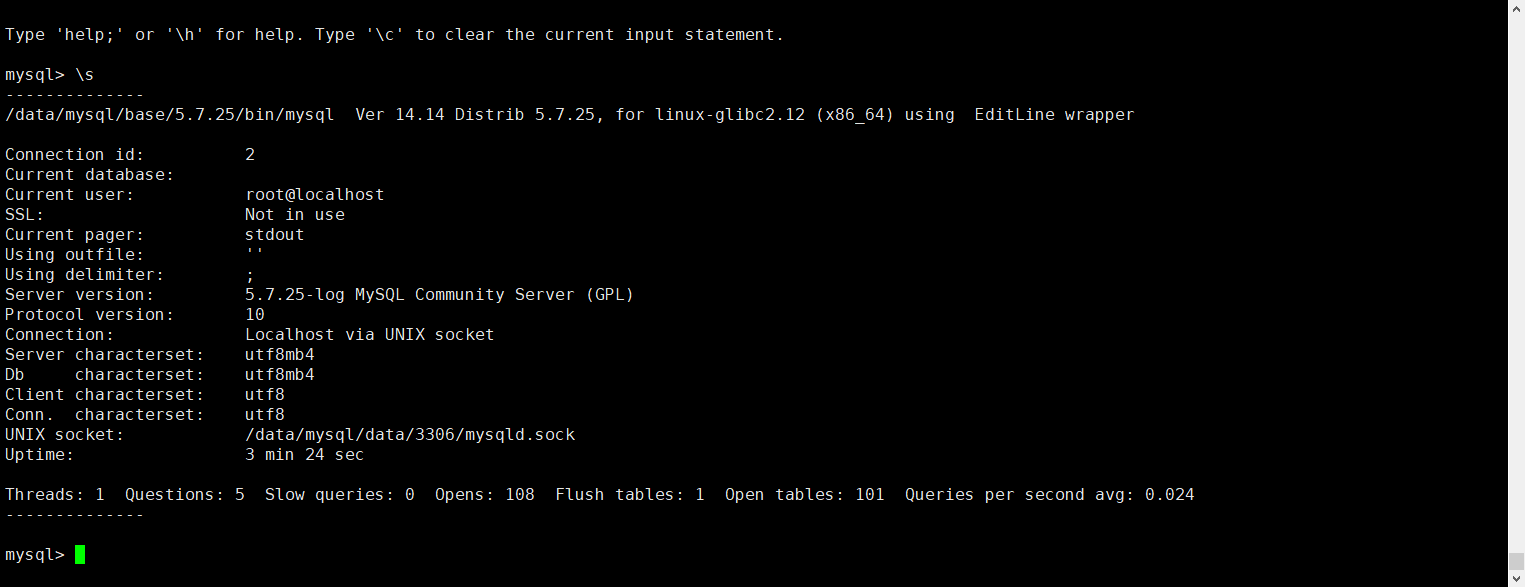 Type 'help;' or '\h' for help. Type '\c' to clear the current input statement.
mysql> \s
--------------
/data/mysql/base/5.7.25/bin/mysql  Ver 14.14 Distrib 5.7.25, for linux-glibc2.12 (x86_64) using  EditLine wrapper
Connection id:          2
Current database:
Current user:           root@localhost
SSL:                    Not in use
Current pager:          stdout
Using outfile:          ''
Using delimiter:        ;
Server version:         5.7.25-log MySQL Community Server (GPL)
Protocol version:       10
Connection:             Localhost via UNIX socket
Server characterset:    utf8mb4
Db     characterset:    utf8mb4
Client characterset:    utf8
Conn.  characterset:    utf8
UNIX socket:            /data/mysql/data/3306/mysqld.sock
Uptime:                 3 min 24 sec
Threads: 1  Questions: 5  Slow queries: 0  Opens: 108  Flush tables: 1  Open tables: 101  Queries per second avg: 0.024
--------------
mysql>